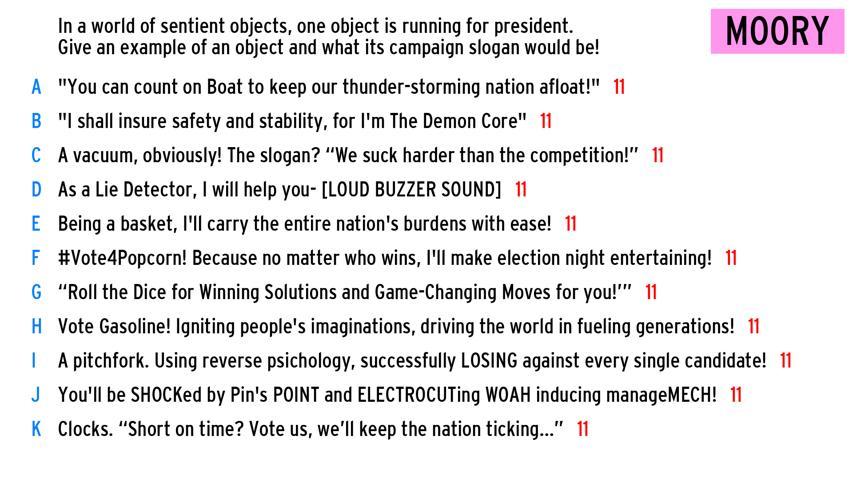 In a world of sentient objects, one object is running for president.
Give an example of an object and what its campaign slogan would be!
MOORY
A "You can count on Boat to keep our thunder-storming nation afloat!" 11
B "I shall insure safety and stability, for I'm The Demon Core" 11
C A vacuum, obviously! The slogan? “We suck harder than the competition!” 11
D As a Lie Detector, I will help you- [LOUD BUZZER SOUND] 11
E Being a basket, I'll carry the entire nation's burdens with ease! 11
F #Vote4Popcorn! Because no matter who wins, I'll make election night entertaining! 11
G “Roll the Dice for Winning Solutions and Game-Changing Moves for you!’” 11
H Vote Gasoline! Igniting people's imaginations, driving the world in fueling generations! 11
I A pitchfork. Using reverse psichology, successfully LOSING against every single candidate! 11
J You'll be SHOCKed by Pin's POINT and ELECTROCUTing WOAH inducing manageMECH! 11
K Clocks. “Short on time? Vote us, we’ll keep the nation ticking...” 11